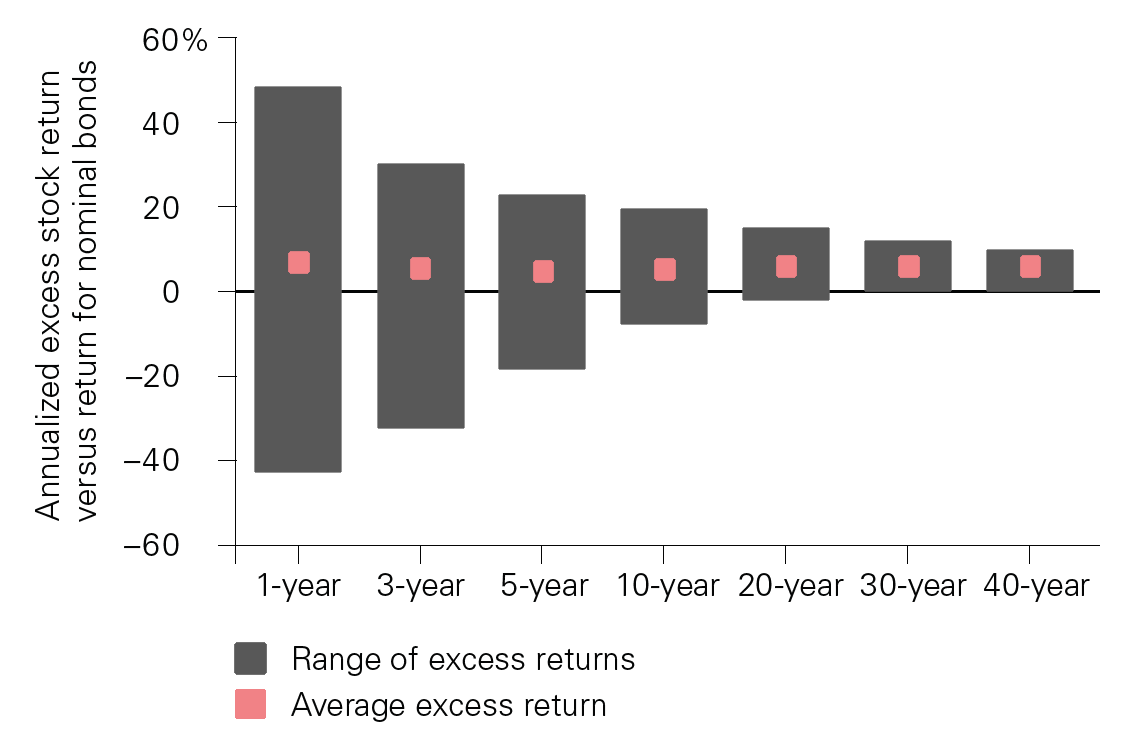 Annualized excess stock return
versus return for nominal bonds
60%
40
20
0
–20
–40
–60
1-year
3-year
5-year
10-year
20-year
30-year
40-year
Range of excess returns
Average excess return